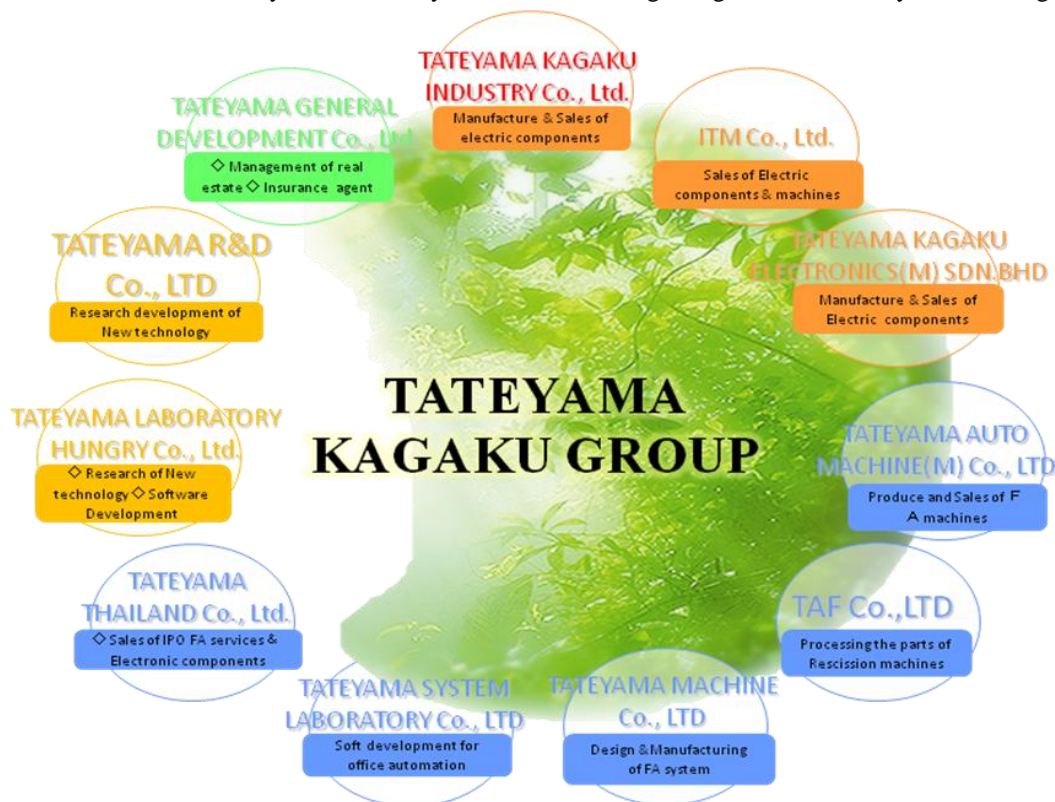 TATEYAMA KAGAKU
INDUSTRY Co., Ltd.
Manufacture & Sales of
electric components
ITM Co., Ltd.
Sales of Electric
components & machines
TATEYAMA KAGAKU
ELECTRONICS(M) SDN.BHD
Manufacture & Sales of
Electric components
TATEYAMA AUTO
MACHINE(M) Co., LTD
Produce and Sales of F
A machines
TAF Co.,LTD
Processing the parts of
Rescission machines
TATEYAMA MACHINE
Co., LTD
Design & Manufacturing
of FA system
TATEYAMA SYSTEM
LABORATORY Co., LTD
Soft development for
office automation
TATEYAMA
THAILAND Co., Ltd.
◇ Sales of IPO FA services &
Electronic components
TATEYAMA LABORATORY
HUNGRY Co., Ltd.
◇ Research of New
technology ◇ Software
Development
TATEYAMA R&D
Co., LTD
Research development of
New technology
TATEYAMA GENERAL
DEVELOPMENT Co., Ltd
◇ Management of real
estate ◇ Insurance agent
TATEYAMA
KAGAKU GROUP